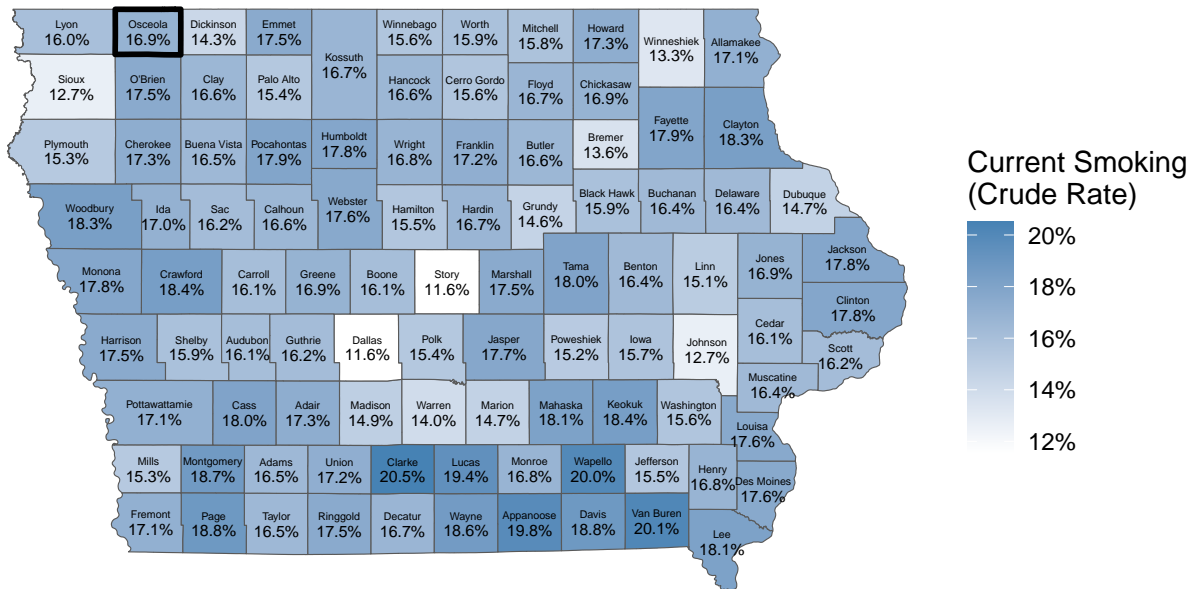 Lyon
16.0%
Osceola
16.9%
Dickinson
14.3%
Emmet
17.5%
Kossuth
16.7%
Winnebago
15.6%
Worth
15.9%
Mitchell
15.8%
Howard
17.3%
Winneshiek
13.3%
Allamakee
17.1%
Sioux
12.7%
O'Brien
17.5%
Clay
16.6%
Palo Alto
15.4%
Hancock
16.6%
Cerro Gordo
15.6%
Floyd
16.7%
Chickasaw
16.9%
Fayette
17.9%
Clayton
18.3%
Plymouth
15.3%
Cherokee
17.3%
Buena Vista
16.5%
Pocahontas
17.9%
Humboldt
17.8%
Wright
16.8%
Franklin
17.2%
Butler
16.6%
Bremer
13.6%
Woodbury
18.3%
Ida
17.0%
Sac
16.2%
Calhoun
16.6%
Webster
17.6%
Hamilton
15.5%
Hardin
16.7%
Grundy
14.6%
Black Hawk
15.9%
Buchanan
16.4%
Delaware
16.4%
Dubuque
14.7%
Monona
17.8%
Crawford
18.4%
Carroll
16.1%
Greene
16.9%
Boone
16.1%
Story
11.6%
Marshall
17.5%
Tama
18.0%
Benton
16.4%
Linn
15.1%
Jones
16.9%
Jackson
17.8%
Clinton
17.8%
Harrison
17.5%
Shelby
15.9%
Audubon
16.1%
Guthrie
16.2%
Dallas
11.6%
Polk
15.4%
Jasper
17.7%
Poweshiek
15.2%
Iowa
15.7%
Johnson
12.7%
Cedar
16.1%
Scott
16.2%
Muscatine
16.4%
Pottawattamie
17.1%
Cass
18.0%
Adair
17.3%
Madison
14.9%
Warren
14.0%
Marion
14.7%
Mahaska
18.1%
Keokuk
18.4%
Washington
15.6%
Louisa
17.6%
Mills
15.3%
Montgomery
18.7%
Adams
16.5%
Union
17.2%
Clarke
20.5%
Lucas
19.4%
Monroe
16.8%
Wapello
20.0%
Jefferson
15.5%
Henry
16.8%
Des Moines
17.6%
Fremont
17.1%
Page
18.8%
Taylor
16.5%
Ringgold
17.5%
Decatur
16.7%
Wayne
18.6%
Appanoose
19.8%
Davis
18.8%
Van Buren
20.1%
Lee
18.1%
Current Smoking
(Crude Rate)
20%
18%
16%
14%
12%